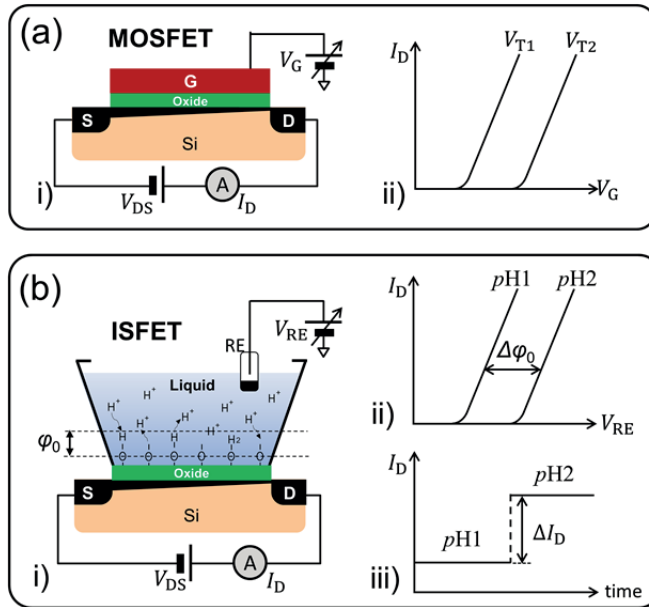 (a)
MOSFET
V_G
G
Oxide
S
D
Si
i)
V_DS
A
I_D
I_D
V_T1
V_T2
ii)
V_G
(b)
ISFET
RE
V_RE
Liquid
H⁺
H⁺
H⁺
H⁺
H⁺
H⁺
H⁺
H⁺
H⁺
φ₀
H
H
H
H₂
O
O
O
O
O
O
Oxide
S
D
Si
i)
V_DS
A
I_D
I_D
pH1
pH2
Δφ₀
ii)
V_RE
I_D
pH2
pH1
ΔI_D
iii)
time